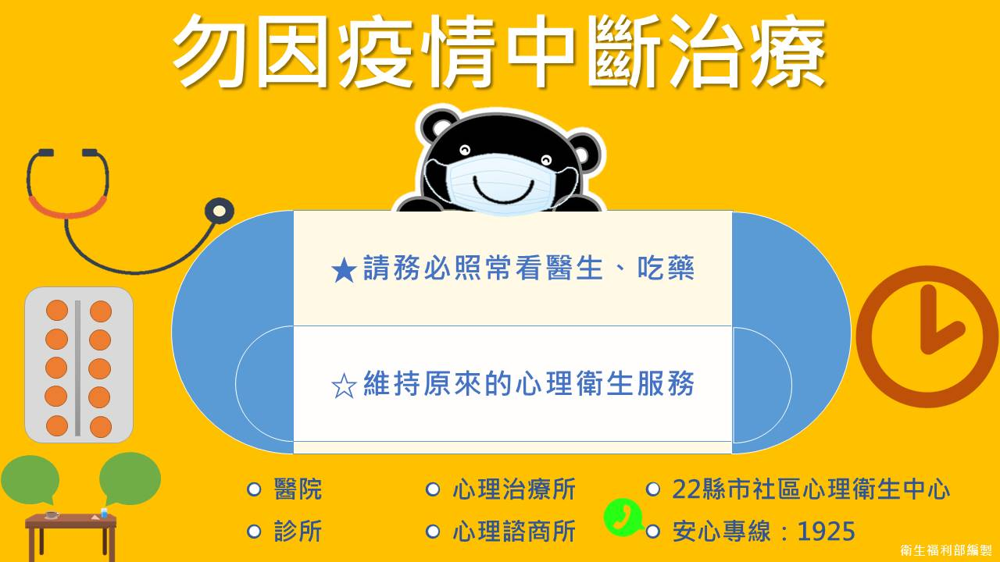 勿因疫情中斷治療
★請務必照常看醫生、吃藥
☆維持原來的心理衛生服務
醫院
心理治療所
22縣市社區心理衛生中心
診所
心理諮商所
安心專線：1925
衛生福利部編製